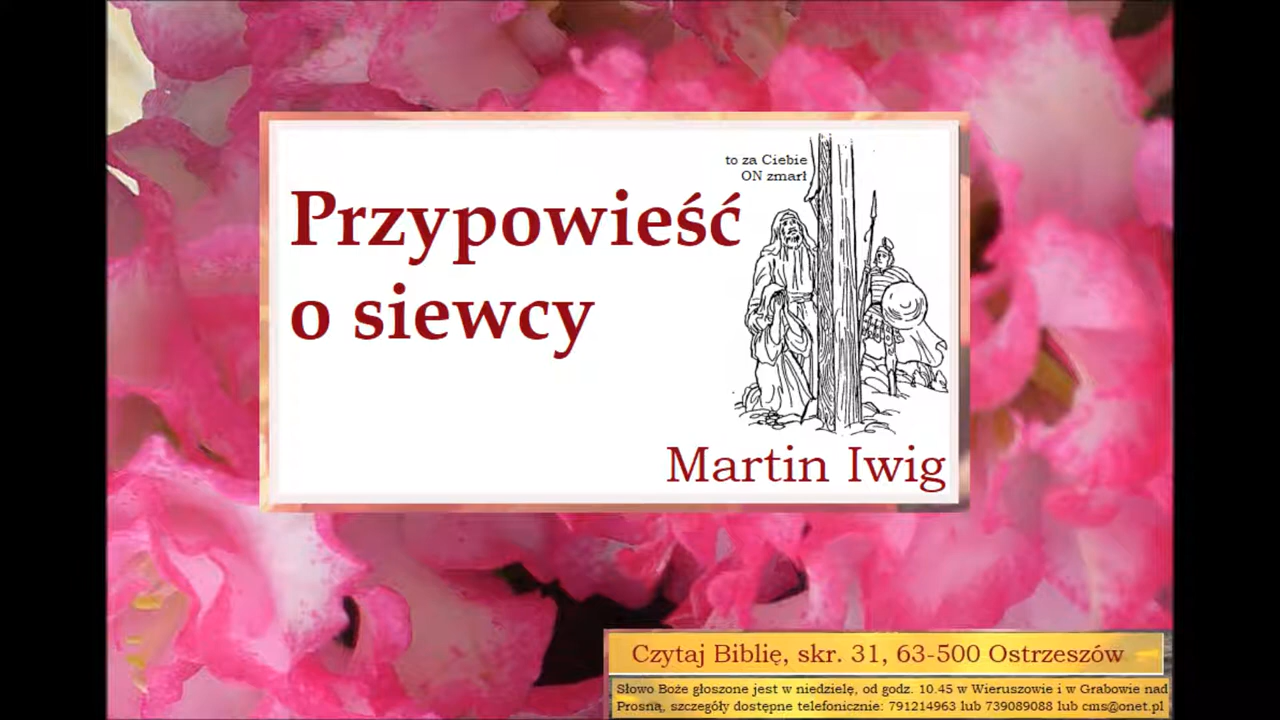 to za Ciebie
ON zmarł
Przypowieść
o siewcy
Martin Iwig
Czytaj Biblię, skr. 31, 63-500 Ostrzeszów
Słowo Boże głoszone jest w niedzielę, od godz. 10.45 w Wieruszowie i w Grabowie nad
Prosną, szczegóły dostępne telefonicznie: 791214963 lub 739089088 lub cms@onet.pl